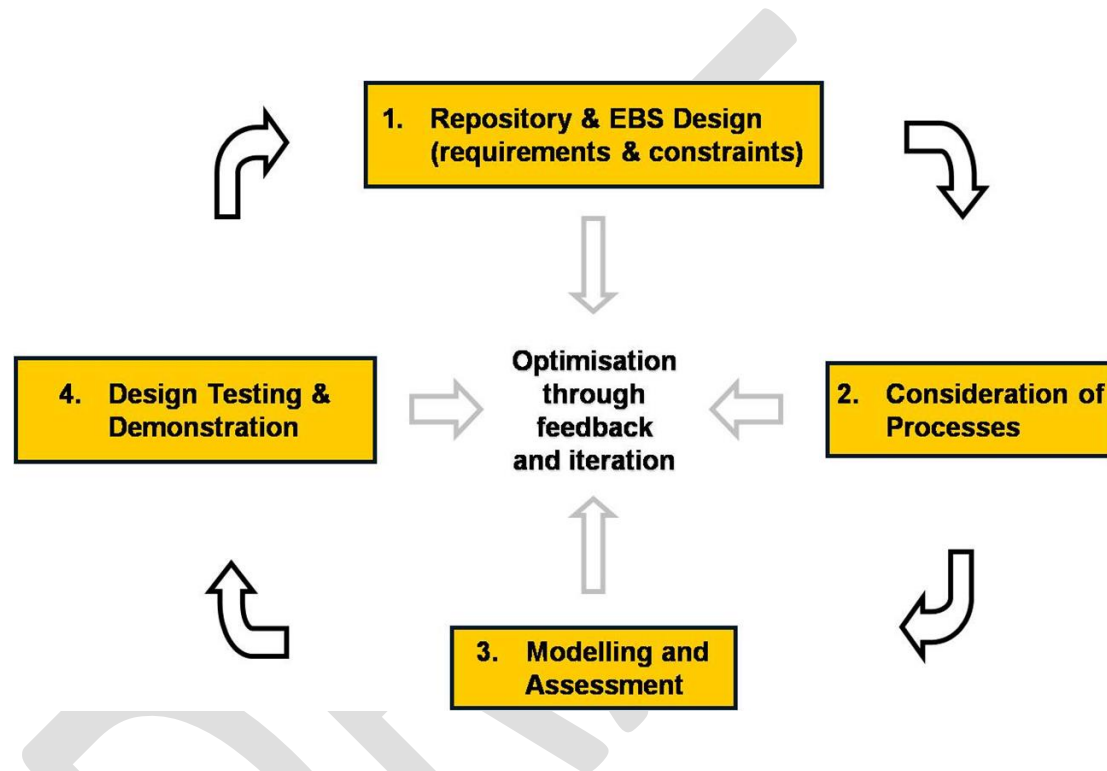 1. Repository & EBS Design
(requirements & constraints)
Optimisation
through
feedback
and iteration
4. Design Testing &
Demonstration
2. Consideration of
Processes
3. Modelling and
Assessment